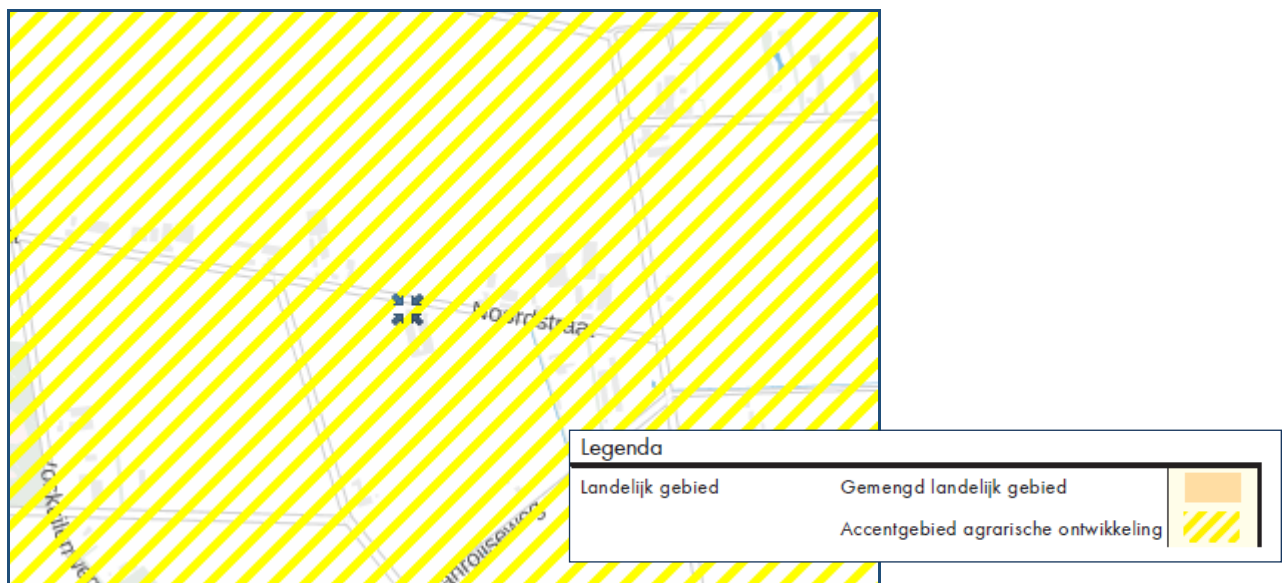 Noordstraat
Legenda
Landelijk gebied
Gemengd landelijk gebied
Accentgebied agrarische ontwikkeling